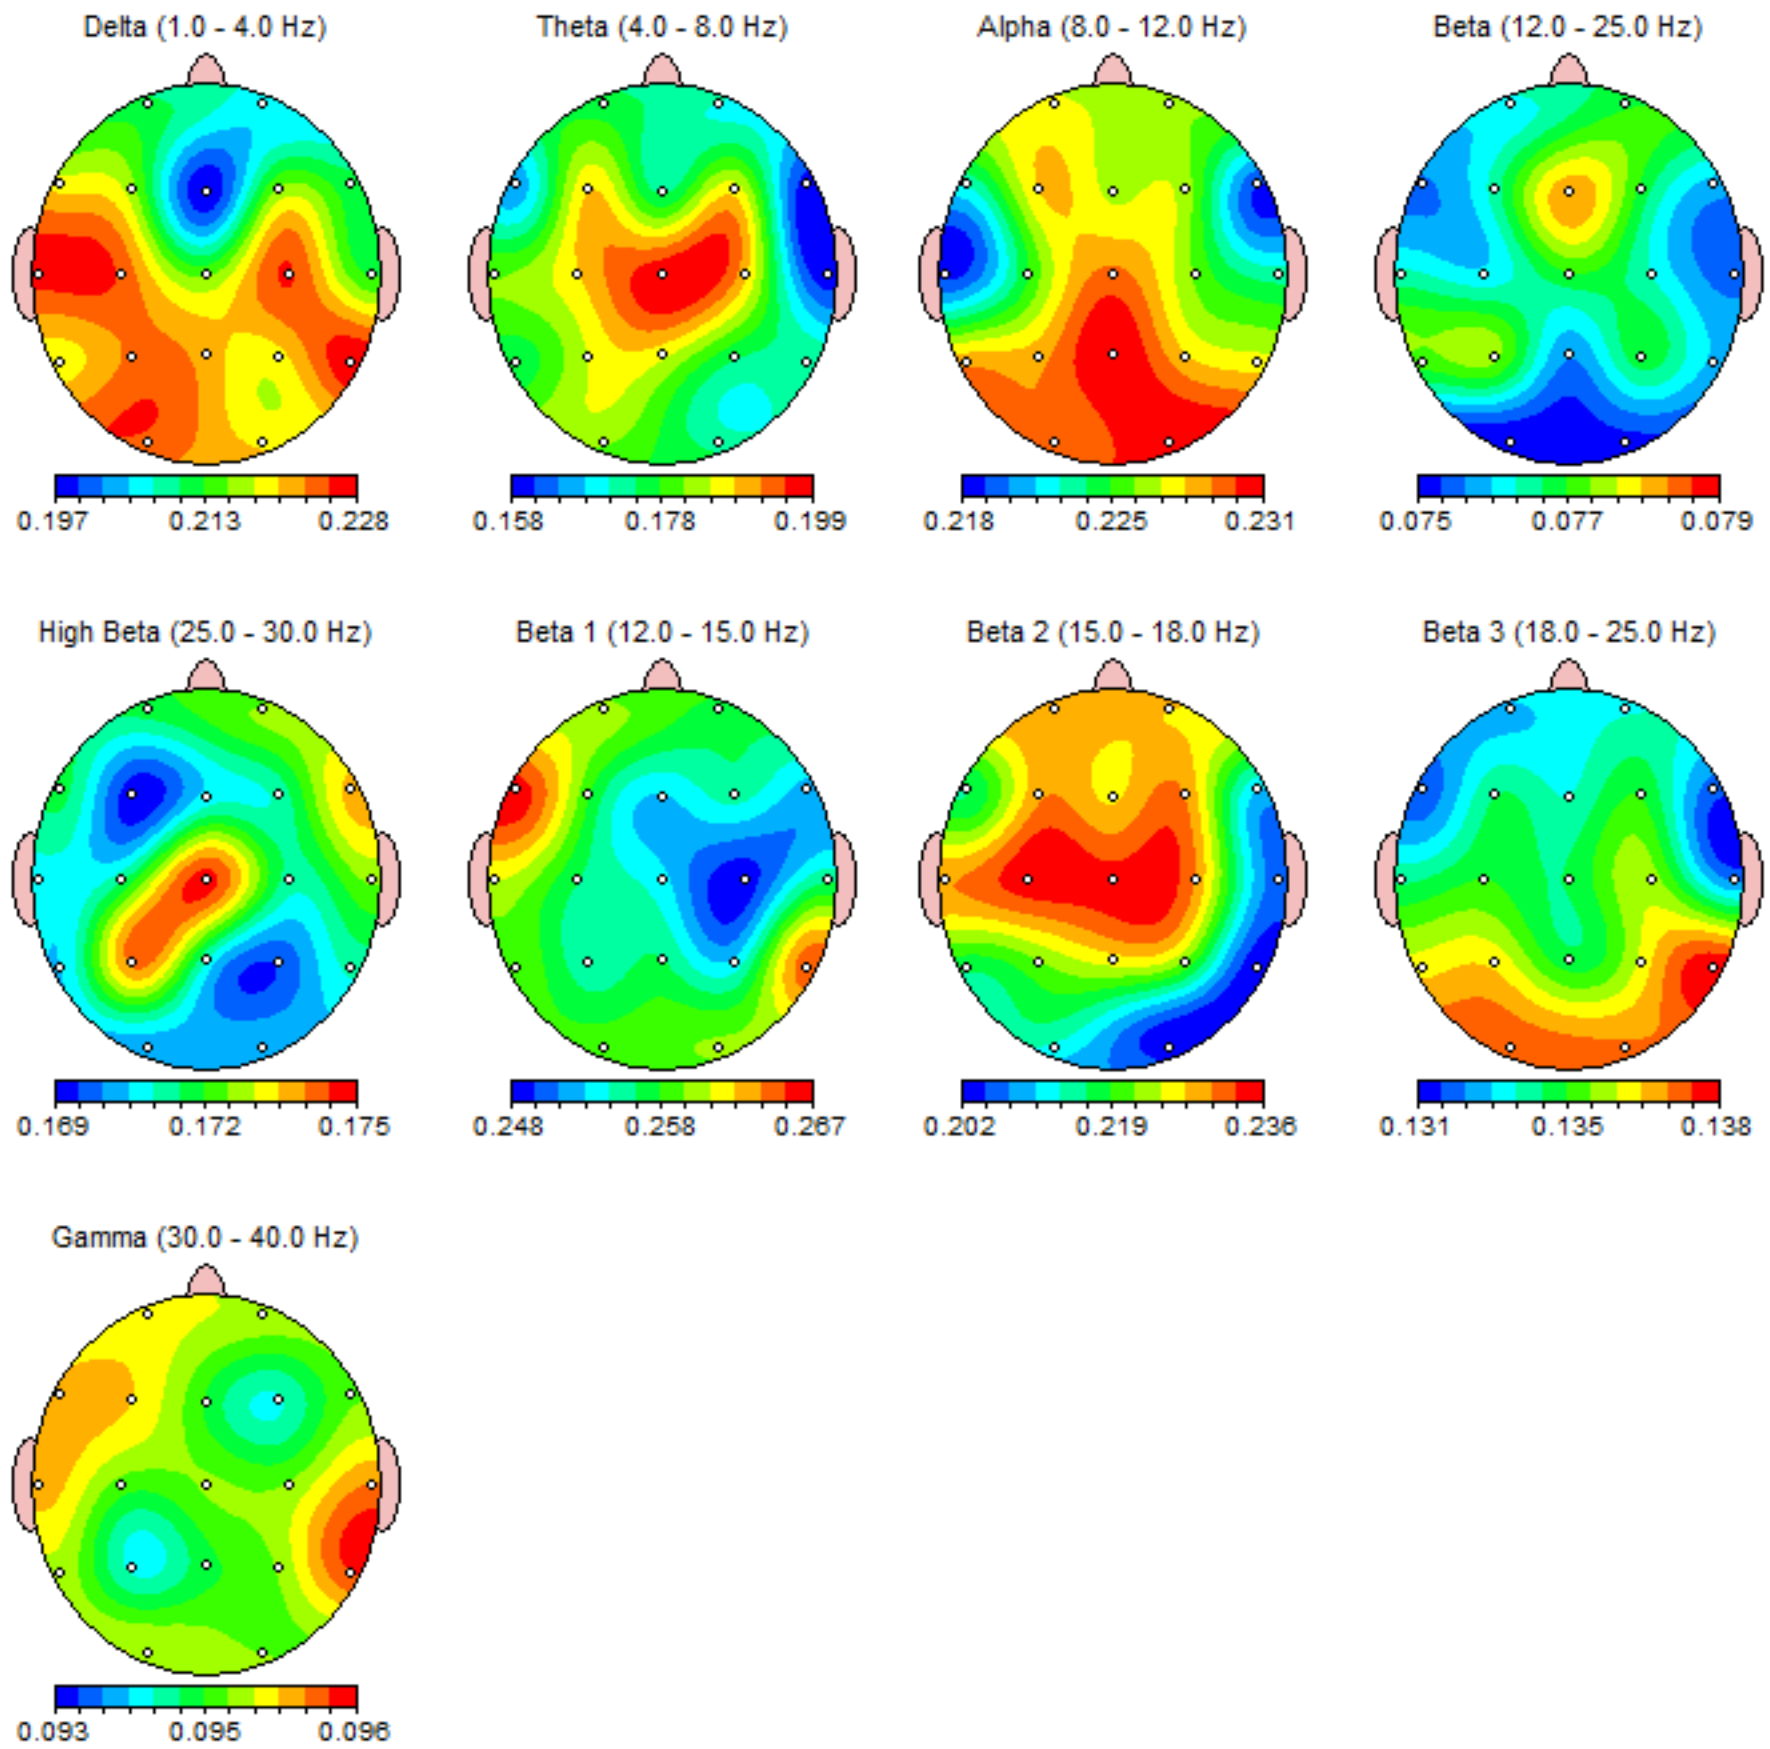 Delta (1.0 - 4.0 Hz) Theta (4.0 - 8.0 Hz) Alpha (8.0 - 12.0 Hz) Beta (12.0 - 25.0 Hz)
0.197 0.213 0.228 0.158 0.178 0.199 0.218 0.225 0.231 0.075 0.077 0.079
High Beta (25.0 - 30.0 Hz) Beta 1 (12.0 - 15.0 Hz) Beta 2 (15.0 - 18.0 Hz) Beta 3 (18.0 - 25.0 Hz)
0.169 0.172 0.175 0.248 0.258 0.267 0.202 0.219 0.236 0.131 0.135 0.138
Gamma (30.0 - 40.0 Hz)
0.093 0.095 0.096